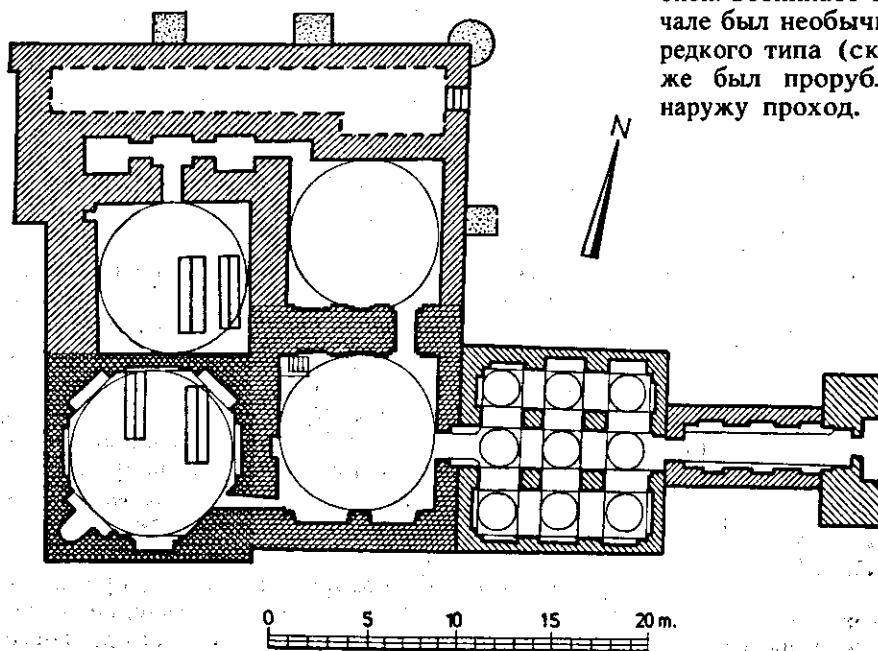 чале был необычн
редкого типа (ск
же был прорубл
наружу проход.
N
0 5 10 15 20 m.